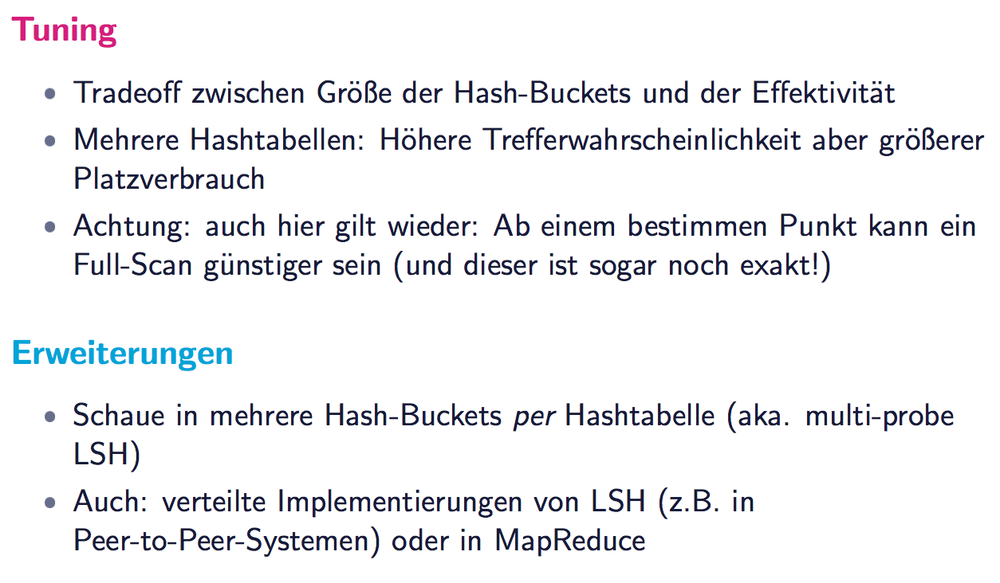 Tuning
Tradeoff zwischen Größe der Hash-Buckets und der Effektivität
Mehrere Hashtabellen: Höhere Trefferwahrscheinlichkeit aber größerer
Platzverbrauch
Achtung: auch hier gilt wieder: Ab einem bestimmen Punkt kann ein
Full-Scan günstiger sein (und dieser ist sogar noch exakt!)
Erweiterungen
Schaue in mehrere Hash-Buckets per Hashtabelle (aka. multi-probe
LSH)
Auch: verteilte Implementierungen von LSH (z.B. in
Peer-to-Peer-Systemen) oder in MapReduce